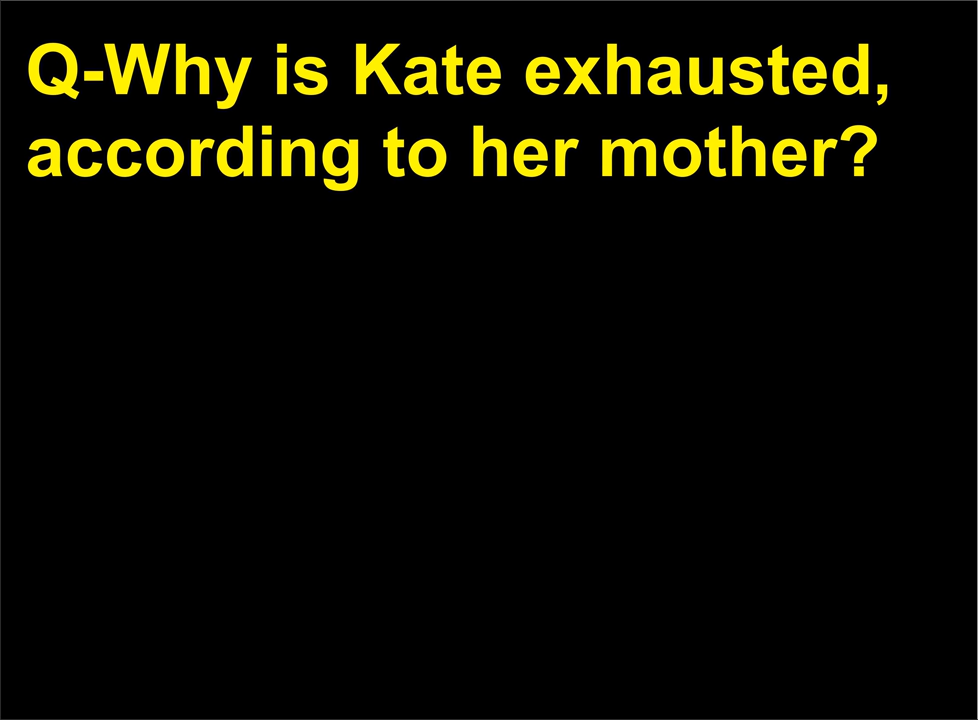 Q-Why is Kate exhausted,
according to her mother?